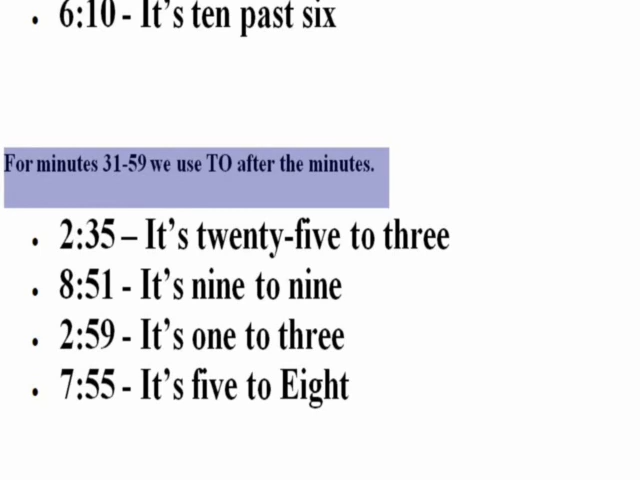 • 6:10 - It's ten past six
For minutes 31-59 we use TO after the minutes.
• 2:35 – It's twenty-five to three
• 8:51 - It's nine to nine
• 2:59 - It's one to three
• 7:55 - It's five to Eight